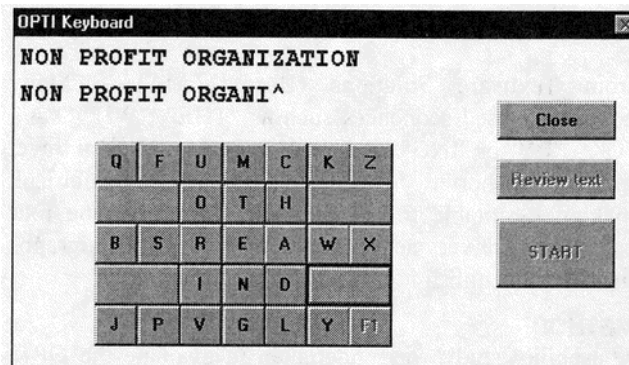 OPTI Keyboard
NON PROFIT ORGANIZATION
NON PROFIT ORGANI^
Close
Q F U M C K Z
Review text
O T H
B S R E A W X
START
I N D
J P V G L Y F1